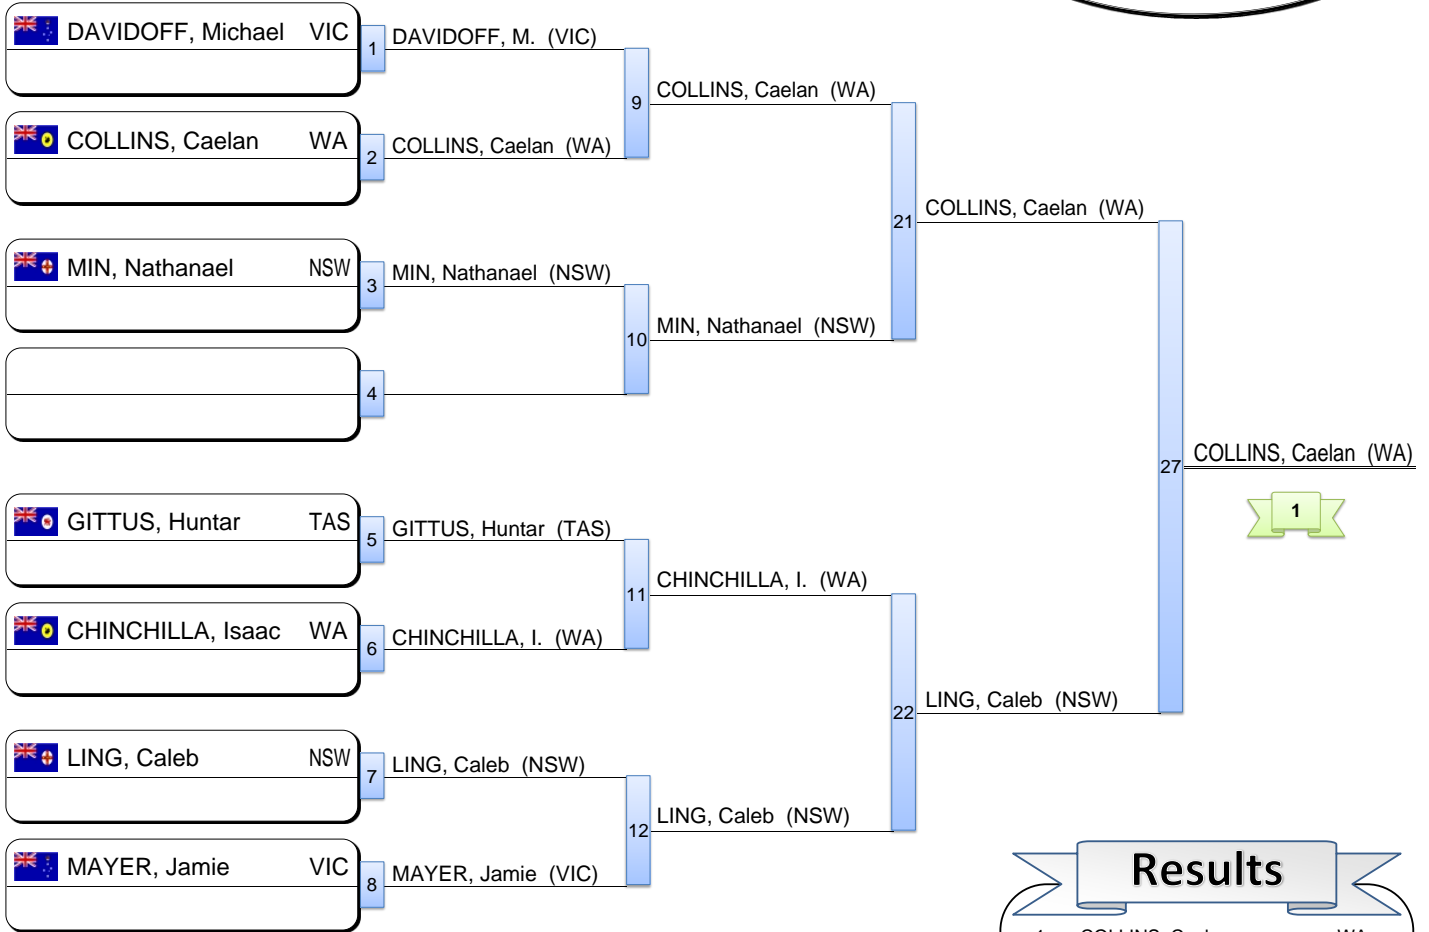 DAVIDOFF, Michael VIC
1
DAVIDOFF, M. (VIC)
COLLINS, Caelan WA
2
COLLINS, Caelan (WA)
9
COLLINS, Caelan (WA)
MIN, Nathanael NSW
3
MIN, Nathanael (NSW)
4
10
MIN, Nathanael (NSW)
21
COLLINS, Caelan (WA)
GITTUS, Huntar TAS
5
GITTUS, Huntar (TAS)
CHINCHILLA, Isaac WA
6
CHINCHILLA, I. (WA)
11
CHINCHILLA, I. (WA)
LING, Caleb NSW
7
LING, Caleb (NSW)
MAYER, Jamie VIC
8
MAYER, Jamie (VIC)
12
LING, Caleb (NSW)
22
LING, Caleb (NSW)
27
COLLINS, Caelan (WA)
1
Results